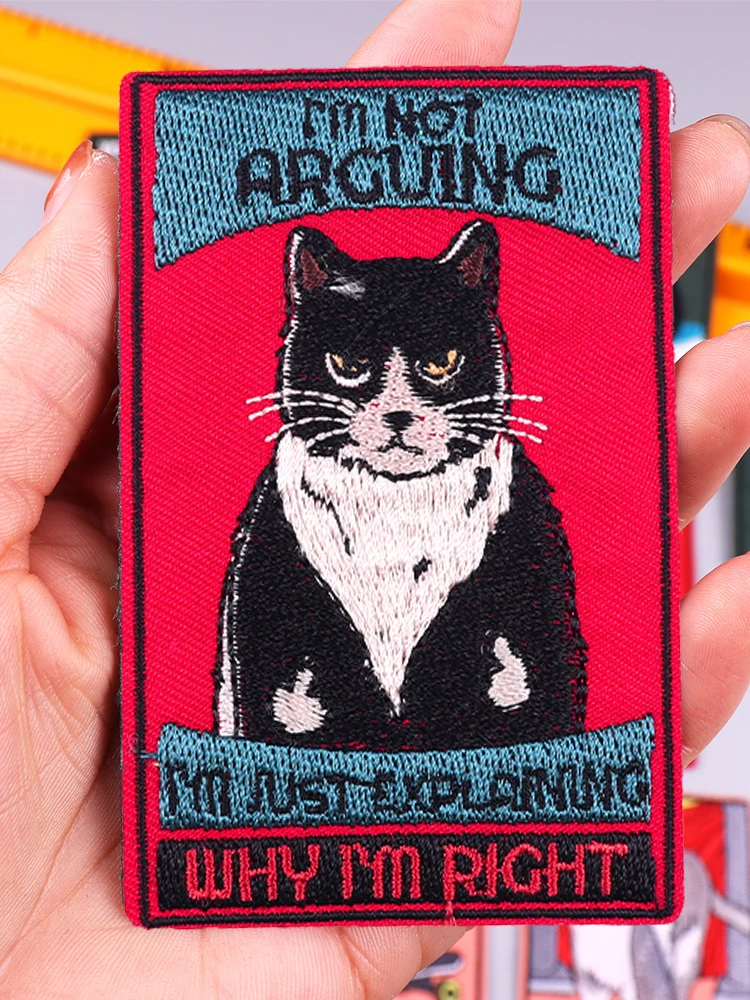 I'M NOT
ARGUING
I'M JUST EXPLAINING
WHY I'M RIGHT